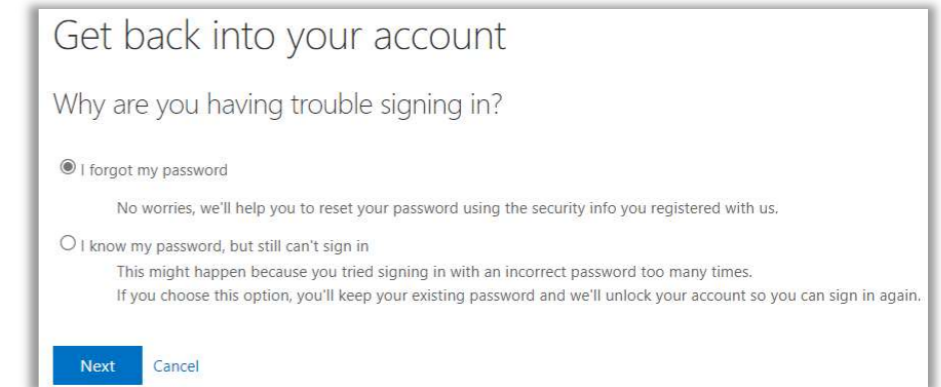 Get back into your account
Why are you having trouble signing in?
I forgot my password
No worries, we'll help you to reset your password using the security info you registered with us.
I know my password, but still can't sign in
This might happen because you tried signing in with an incorrect password too many times.
If you choose this option, you'll keep your existing password and we'll unlock your account so you can sign in again.
Next Cancel